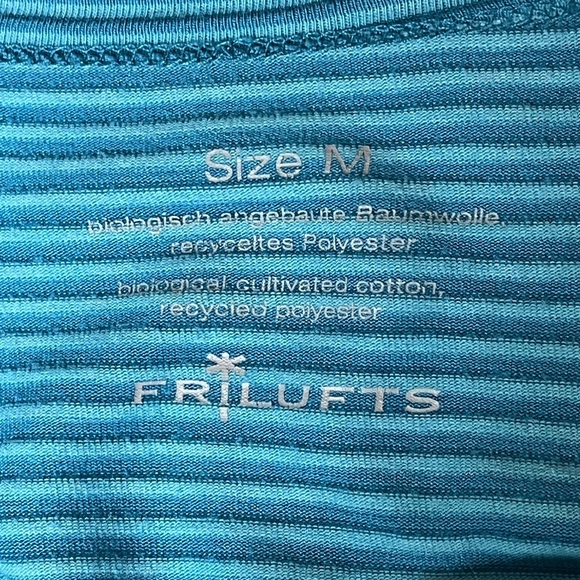 Size M
biologisch angebaute Baumwolle
recyceltes Polyester
biological cultivated cotton,
recycled polyester
FRILUFTS